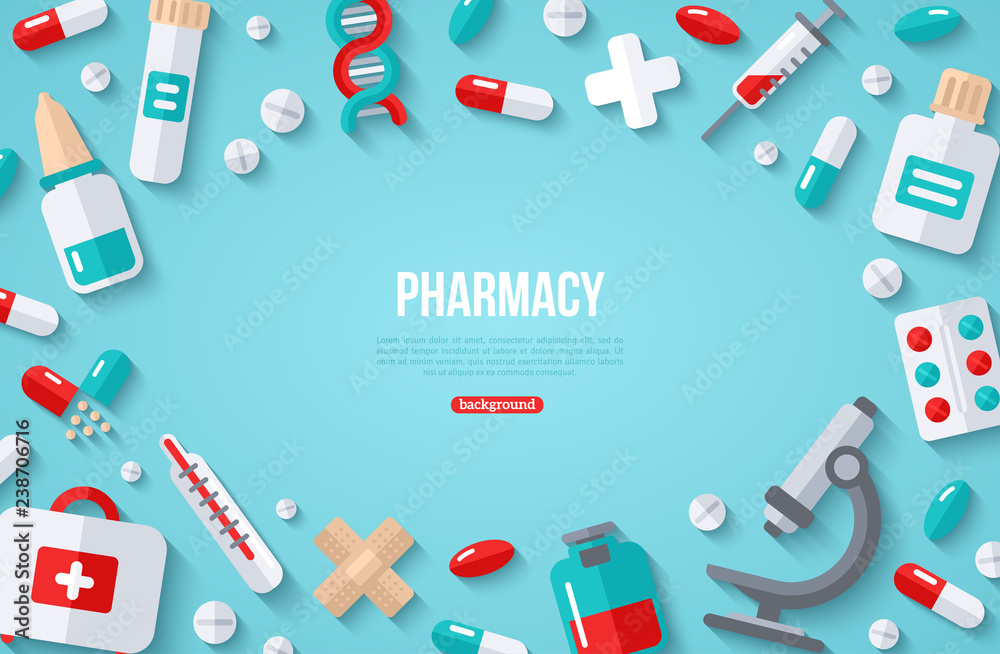 PHARMACY
Lorem ipsum dolor sit amet, consectetur adipiscing elit, sed do eiusmod
tempor incididunt ut labore et dolore magna aliqua. Ut enim ad
minim veniam, quis nostrud exercitation ullamco laboris
nisi ut aliquip ex ea commodo consequat.
background
Adobe Stock | #238706716